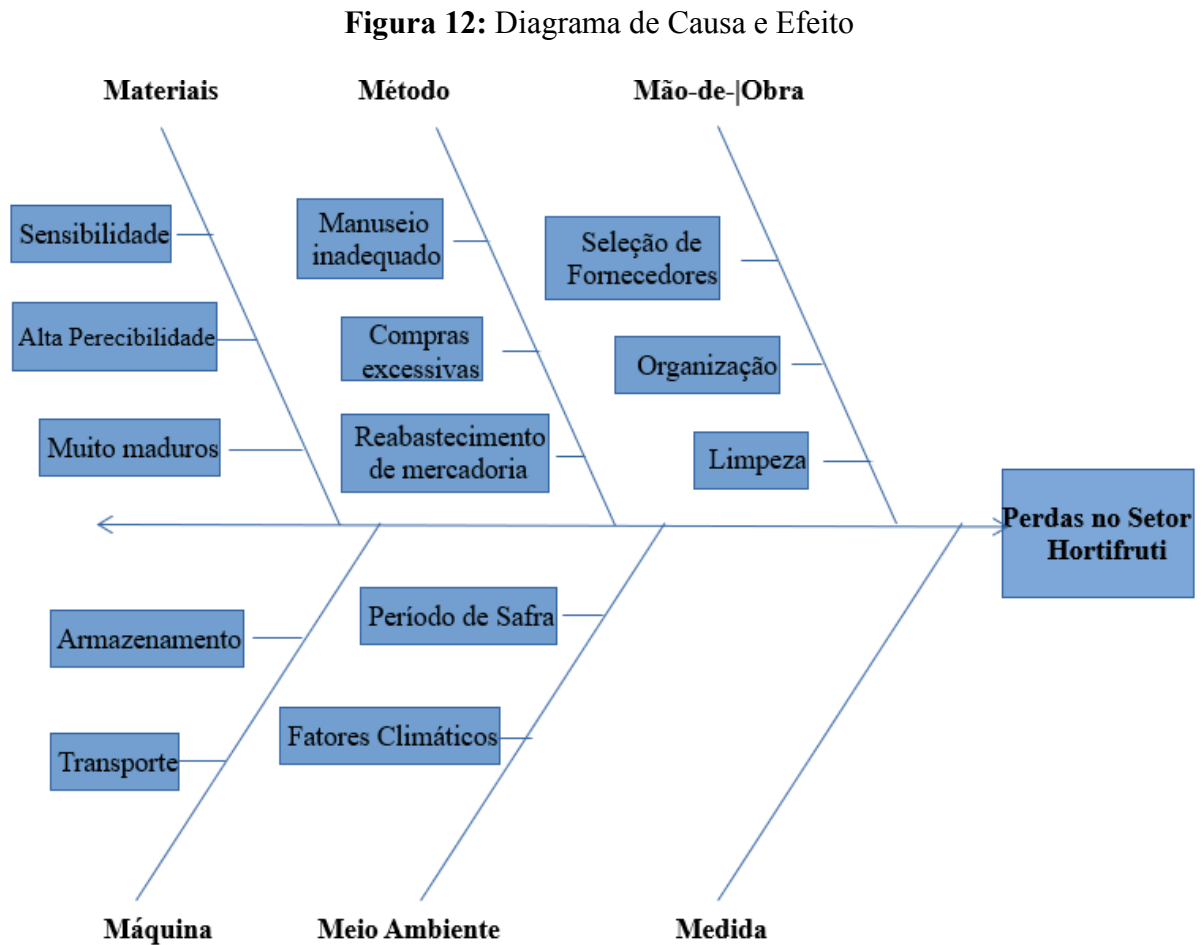 Figura 12: Diagrama de Causa e Efeito
Materiais
Método
Mão-de-|Obra
Sensibilidade
Alta Perecibilidade
Muito maduros
Manuseio
inadequado
Compras
excessivas
Reabastecimento
de mercadoria
Seleção de
Fornecedores
Organização
Limpeza
Perdas no Setor
Hortifruti
Armazenamento
Transporte
Período de Safra
Fatores Climáticos
Máquina
Meio Ambiente
Medida